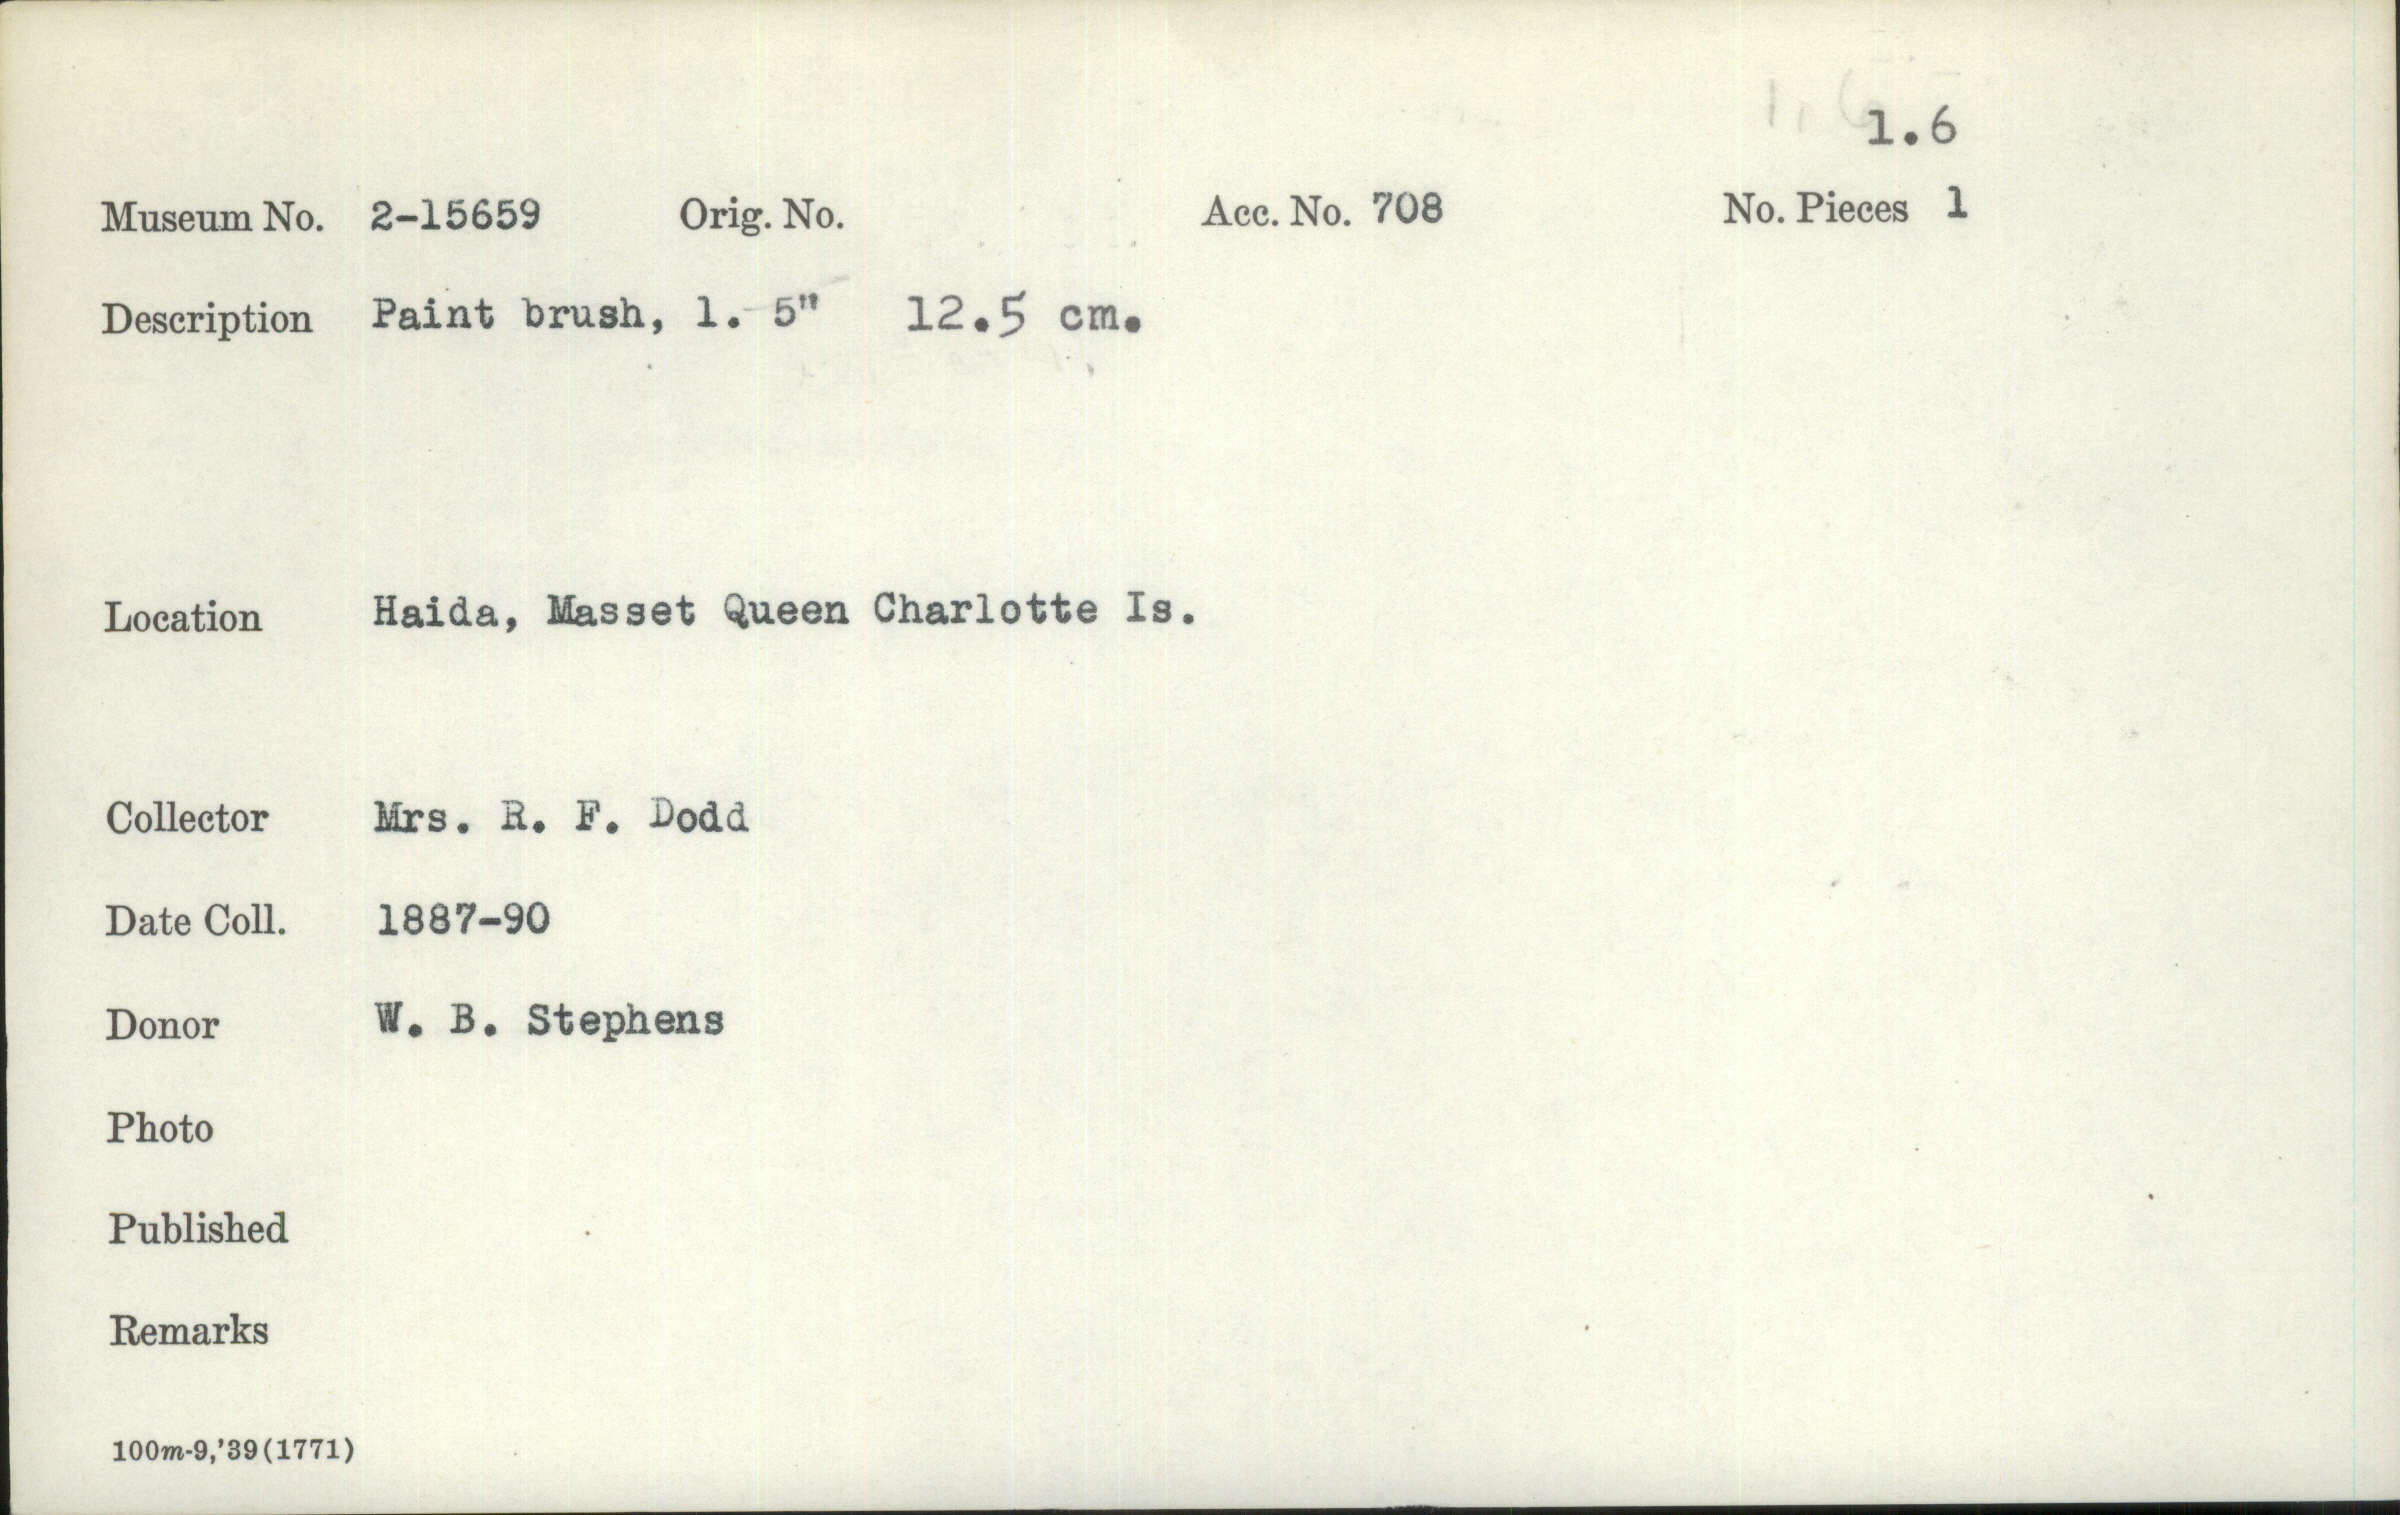 1.6
Museum No. 2-15659 Orig. No. Acc. No. 708 No. Pieces 1
Description Paint brush, l. 5" 12.5 cm.
Location Haida, Masset Queen Charlotte Is.
Collector Mrs. R. F. Dodd
Date Coll. 1887-90
Donor W. B. Stephens
Photo
Published
Remarks
100m-9,'39(1771)